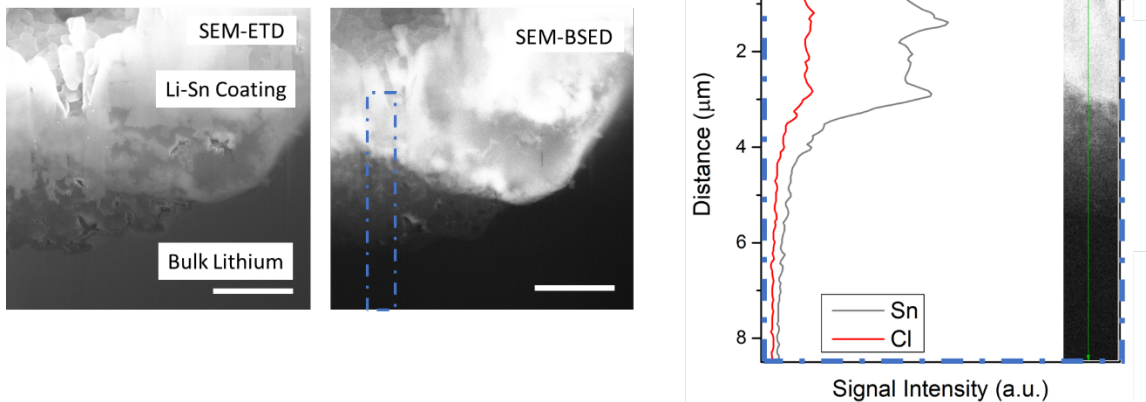 SEM-ETD
Li-Sn Coating
Bulk Lithium
SEM-BSED
2
4
6
8
Distance (μm)
Sn
Cl
Signal Intensity (a.u.)